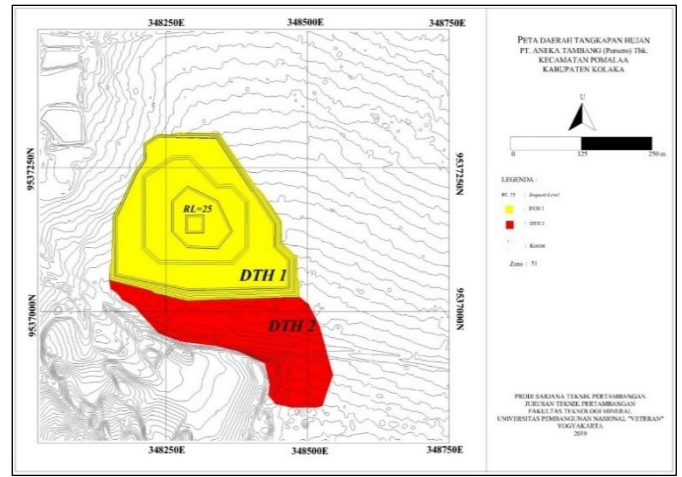 348250E 348500E 348750E
9537250N 9537250N
9537000N 9537000N
RL=25
DTH 1
DTH 2
348250E 348500E 348750E
PETA DAERAH TANGKAPAN HUJAN
PT. ANEKA TAMBANG (Persero) Tbk.
KECAMATAN POMALAA
KABUPATEN KOLAKA
U
0 125 250 m
LEGENDA :
RL 25 : Request Level
: DTH 1
: DTH 2
: Kontur
Zona : 51
PRODI SARJANA TEKNIK PERTAMBANGAN
JURUSAN TEKNIK PERTAMBANGAN
FAKULTAS TEKNOLOGI MINERAL
UNIVERSITAS PEMBANGUNAN NASIONAL "VETERAN"
YOGYAKARTA
2019